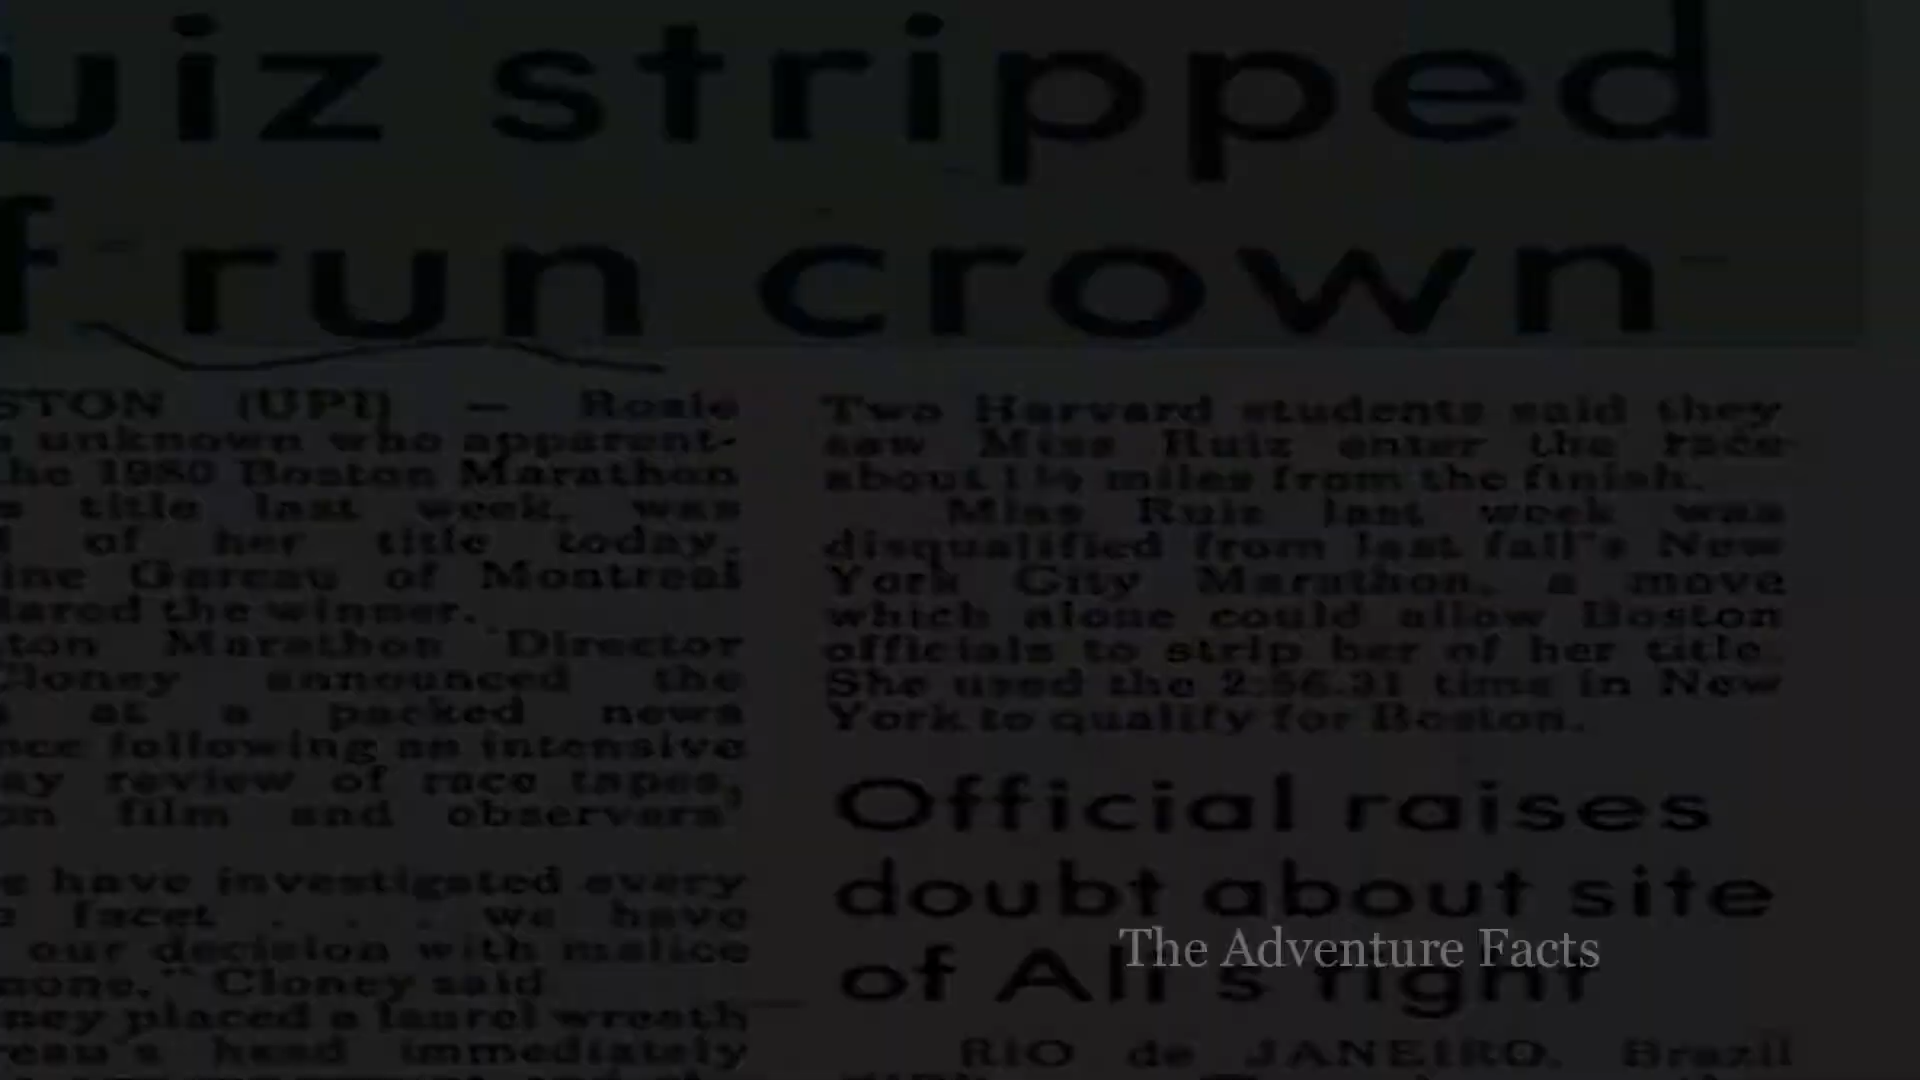 uiz stripped
f run crown
STON (UPI) — Rosie
unknown who apparent-
he 1980 Boston Marathon
s title last week, was
d of her title today.
ine Gareau of Montreal
lared the winner.
ton Marathon Director
Cloney announced the
at a packed news
nce following an intensive
ay review of race tapes,
on film and observers'
e have investigated every
facet . . . we have
our decision with malice
none," Cloney said
ney placed a laurel wreath
reau's head immediately
Two Harvard students said they
saw Miss Ruiz enter the race
about 1½ miles from the finish.
Miss Ruiz last week was
disqualified from last fall's New
York City Marathon, a move
which alone could allow Boston
officials to strip her of her title.
She used the 2:56.31 time in New
York to qualify for Boston.
Official raises
doubt about site
of Ali's fight
RIO de JANEIRO, Brazil
The Adventure Facts